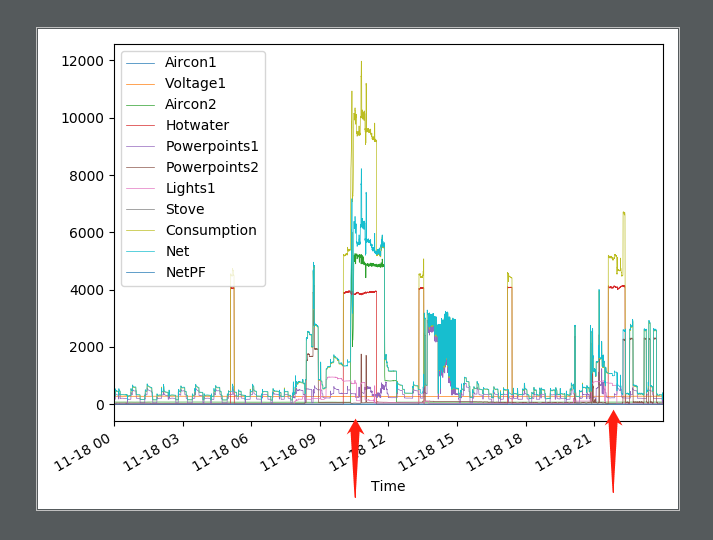 12000
10000
8000
6000
4000
2000
0
Aircon1
Voltage1
Aircon2
Hotwater
Powerpoints1
Powerpoints2
Lights1
Stove
Consumption
Net
NetPF
11-18 00
11-18 03
11-18 06
11-18 09
11-18 12
11-18 15
11-18 18
11-18 21
Time